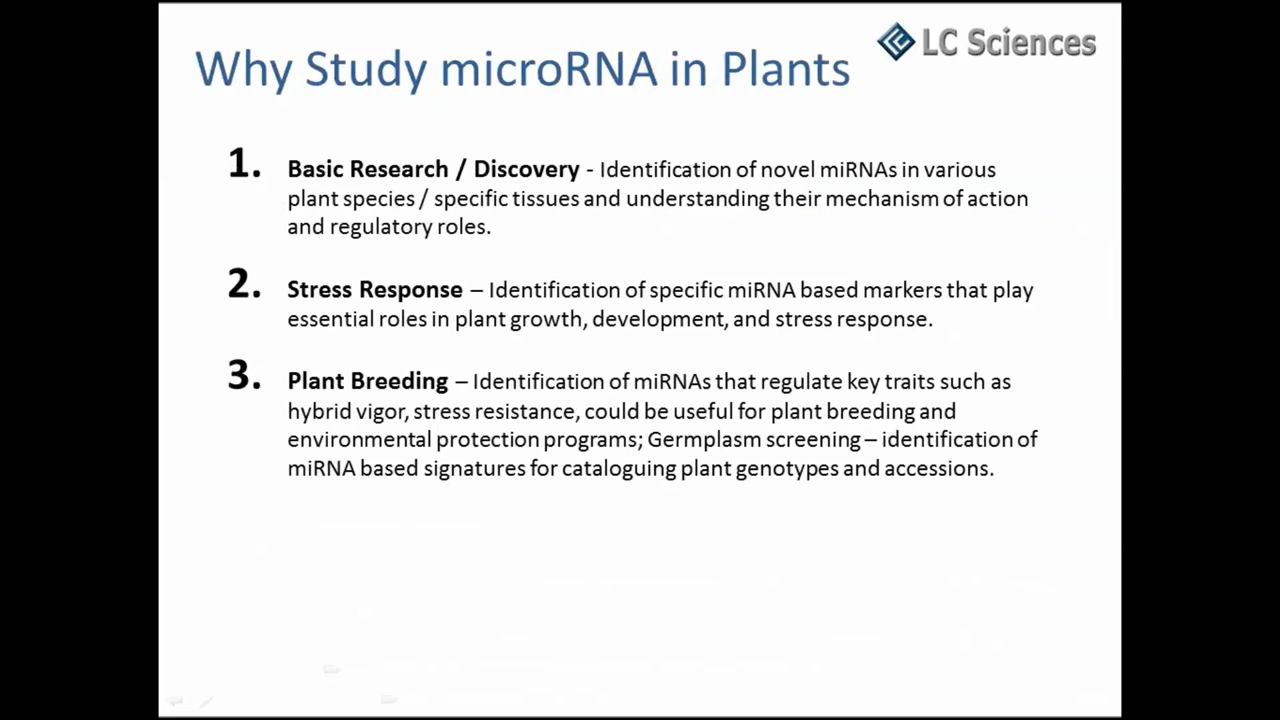 LC Sciences
Why Study microRNA in Plants
1. Basic Research / Discovery - Identification of novel miRNAs in various
plant species / specific tissues and understanding their mechanism of action
and regulatory roles.
2. Stress Response – Identification of specific miRNA based markers that play
essential roles in plant growth, development, and stress response.
3. Plant Breeding – Identification of miRNAs that regulate key traits such as
hybrid vigor, stress resistance, could be useful for plant breeding and
environmental protection programs; Germplasm screening – identification of
miRNA based signatures for cataloguing plant genotypes and accessions.